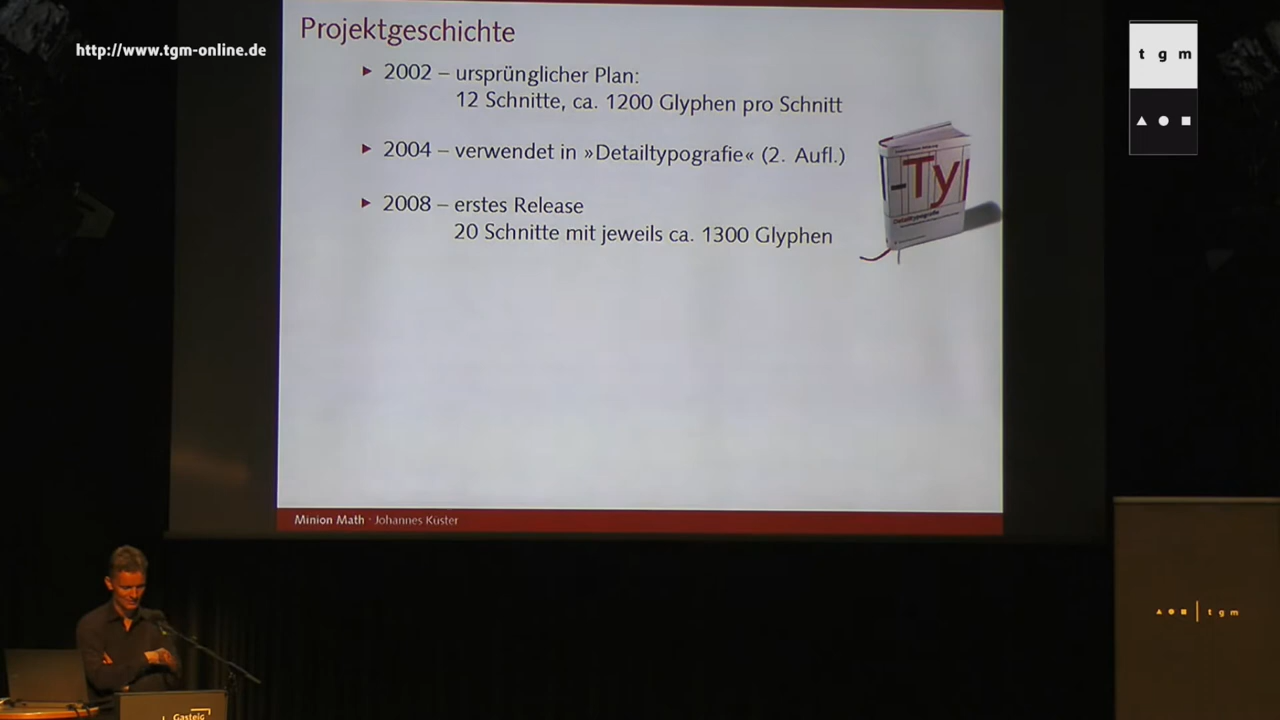 http://www.tgm-online.de
t g m
Projektgeschichte
2002 – ursprünglicher Plan:
12 Schnitte, ca. 1200 Glyphen pro Schnitt
2004 – verwendet in »Detailtypografie« (2. Aufl.)
2008 – erstes Release
20 Schnitte mit jeweils ca. 1300 Glyphen
-Ty
Detailtypografie
Minion Math · Johannes Küster
t g m
Gasteig